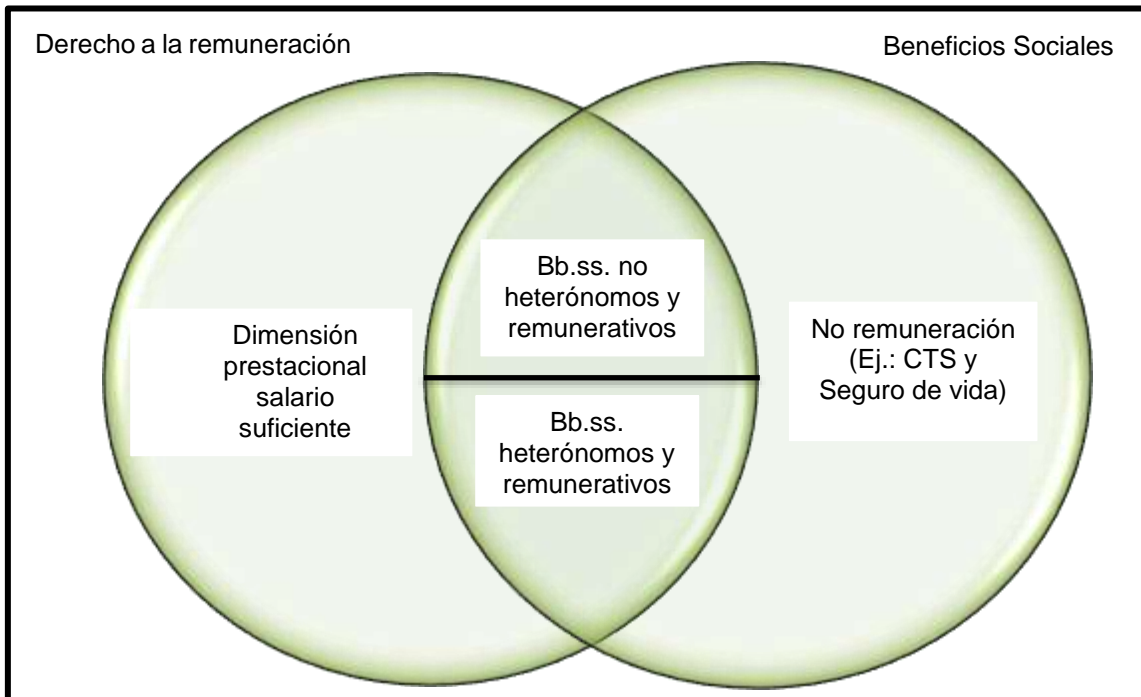 Derecho a la remuneración
Beneficios Sociales
Dimensión
prestacional
salario
suficiente
Bb.ss. no
heterónomos y
remunerativos
Bb.ss.
heterónomos y
remunerativos
No remuneración
(Ej.: CTS y
Seguro de vida)